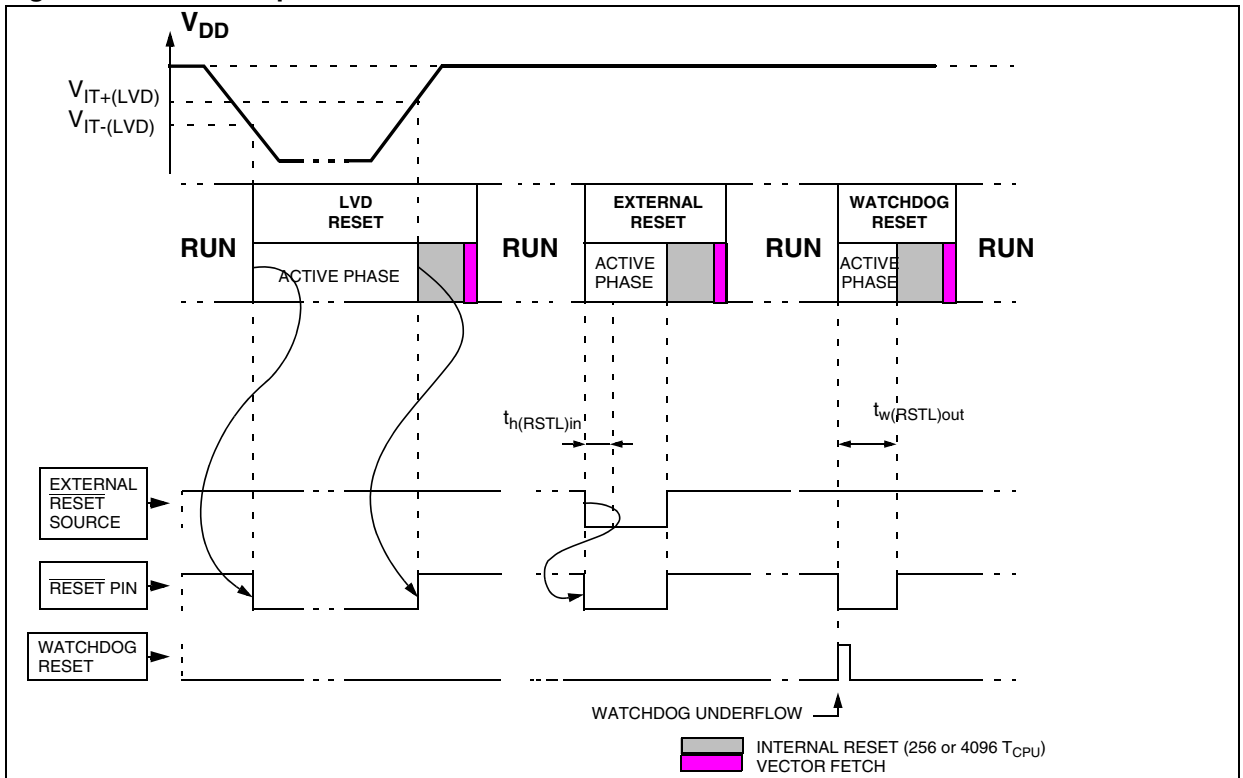 V_DD
V_IT+(LVD)
V_IT-(LVD)
LVD
RESET
EXTERNAL
RESET
WATCHDOG
RESET
RUN
RUN
RUN
RUN
ACTIVE PHASE
ACTIVE
PHASE
ACTIVE
PHASE
t_h(RSTL)in
t_w(RSTL)out
EXTERNAL
RESET
SOURCE
RESET PIN
WATCHDOG
RESET
WATCHDOG UNDERFLOW
INTERNAL RESET (256 or 4096 T_CPU)
VECTOR FETCH